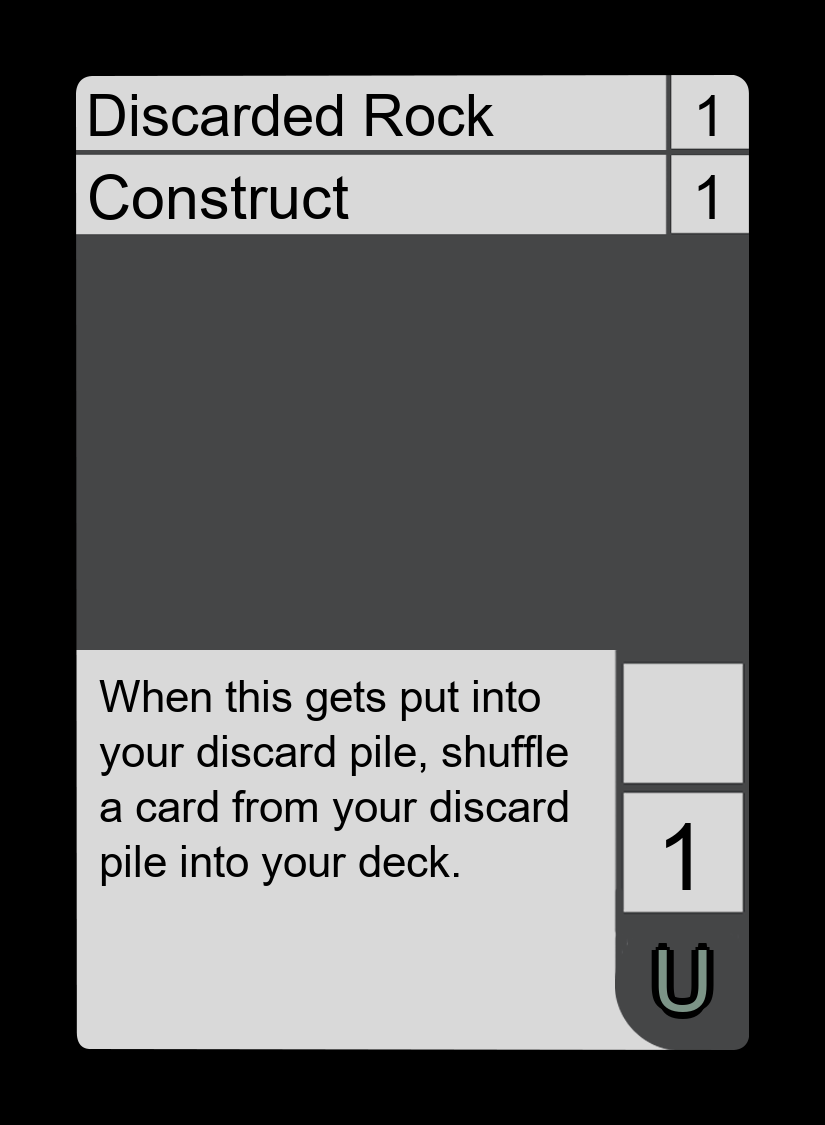 Discarded Rock 1
Construct 1
When this gets put into
your discard pile, shuffle
a card from your discard
pile into your deck.
1
U